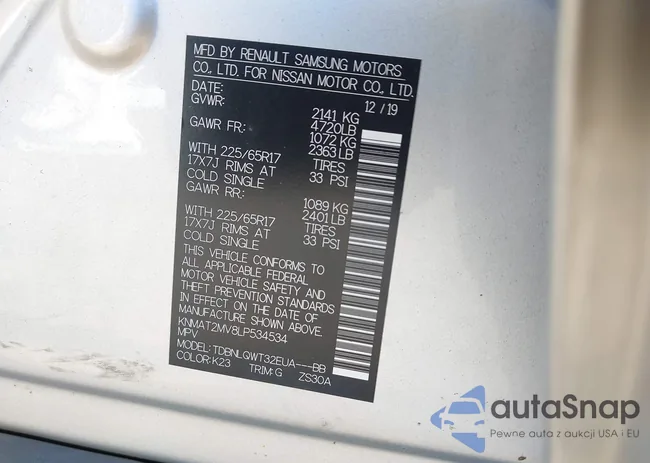 MFD BY RENAULT SAMSUNG MOTORS
CO., LTD. FOR NISSAN MOTOR CO., LTD.
DATE: 12/19
GVWR: 2141 KG
4720LB
GAWR FR: 1072 KG
2363 LB
WITH 225/65R17 TIRES
17X7J RIMS AT 33 PSI
COLD SINGLE
GAWR RR: 1089 KG
2401 LB
WITH 225/65R17 TIRES
17X7J RIMS AT 33 PSI
COLD SINGLE
THIS VEHICLE CONFORMS TO
ALL APPLICABLE FEDERAL
MOTOR VEHICLE SAFETY AND
THEFT PREVENTION STANDARDS
IN EFFECT ON THE DATE OF
MANUFACTURE SHOWN ABOVE.
KNMAT2MV8LP534534
MPV
MODEL: TDBNLQWT32EUA---BB
COLOR: K23 TRIM: G ZS30A
autaSnap
Pewne auta z aukcji USA i EU